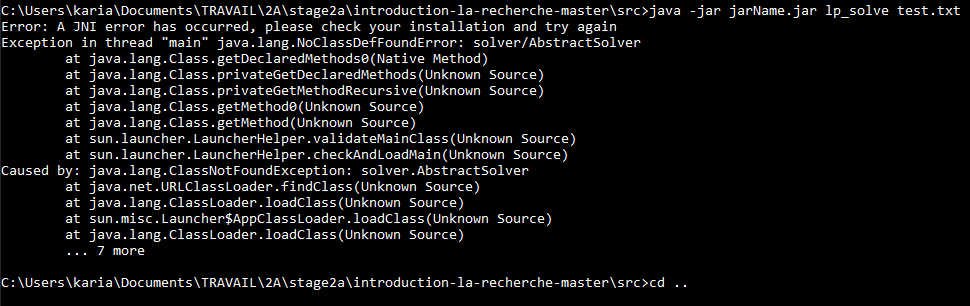 C:\Users\karia\Documents\TRAVAIL\2A\stage2a\introduction-la-recherche-master\src>java -jar jarName.jar lp_solve test.txt
Error: A JNI error has occurred, please check your installation and try again
Exception in thread "main" java.lang.NoClassDefFoundError: solver/AbstractSolver
        at java.lang.Class.getDeclaredMethods0(Native Method)
        at java.lang.Class.privateGetDeclaredMethods(Unknown Source)
        at java.lang.Class.privateGetMethodRecursive(Unknown Source)
        at java.lang.Class.getMethod0(Unknown Source)
        at java.lang.Class.getMethod(Unknown Source)
        at sun.launcher.LauncherHelper.validateMainClass(Unknown Source)
        at sun.launcher.LauncherHelper.checkAndLoadMain(Unknown Source)
Caused by: java.lang.ClassNotFoundException: solver.AbstractSolver
        at java.net.URLClassLoader.findClass(Unknown Source)
        at java.lang.ClassLoader.loadClass(Unknown Source)
        at sun.misc.Launcher$AppClassLoader.loadClass(Unknown Source)
        at java.lang.ClassLoader.loadClass(Unknown Source)
        ... 7 more
C:\Users\karia\Documents\TRAVAIL\2A\stage2a\introduction-la-recherche-master\src>cd ..